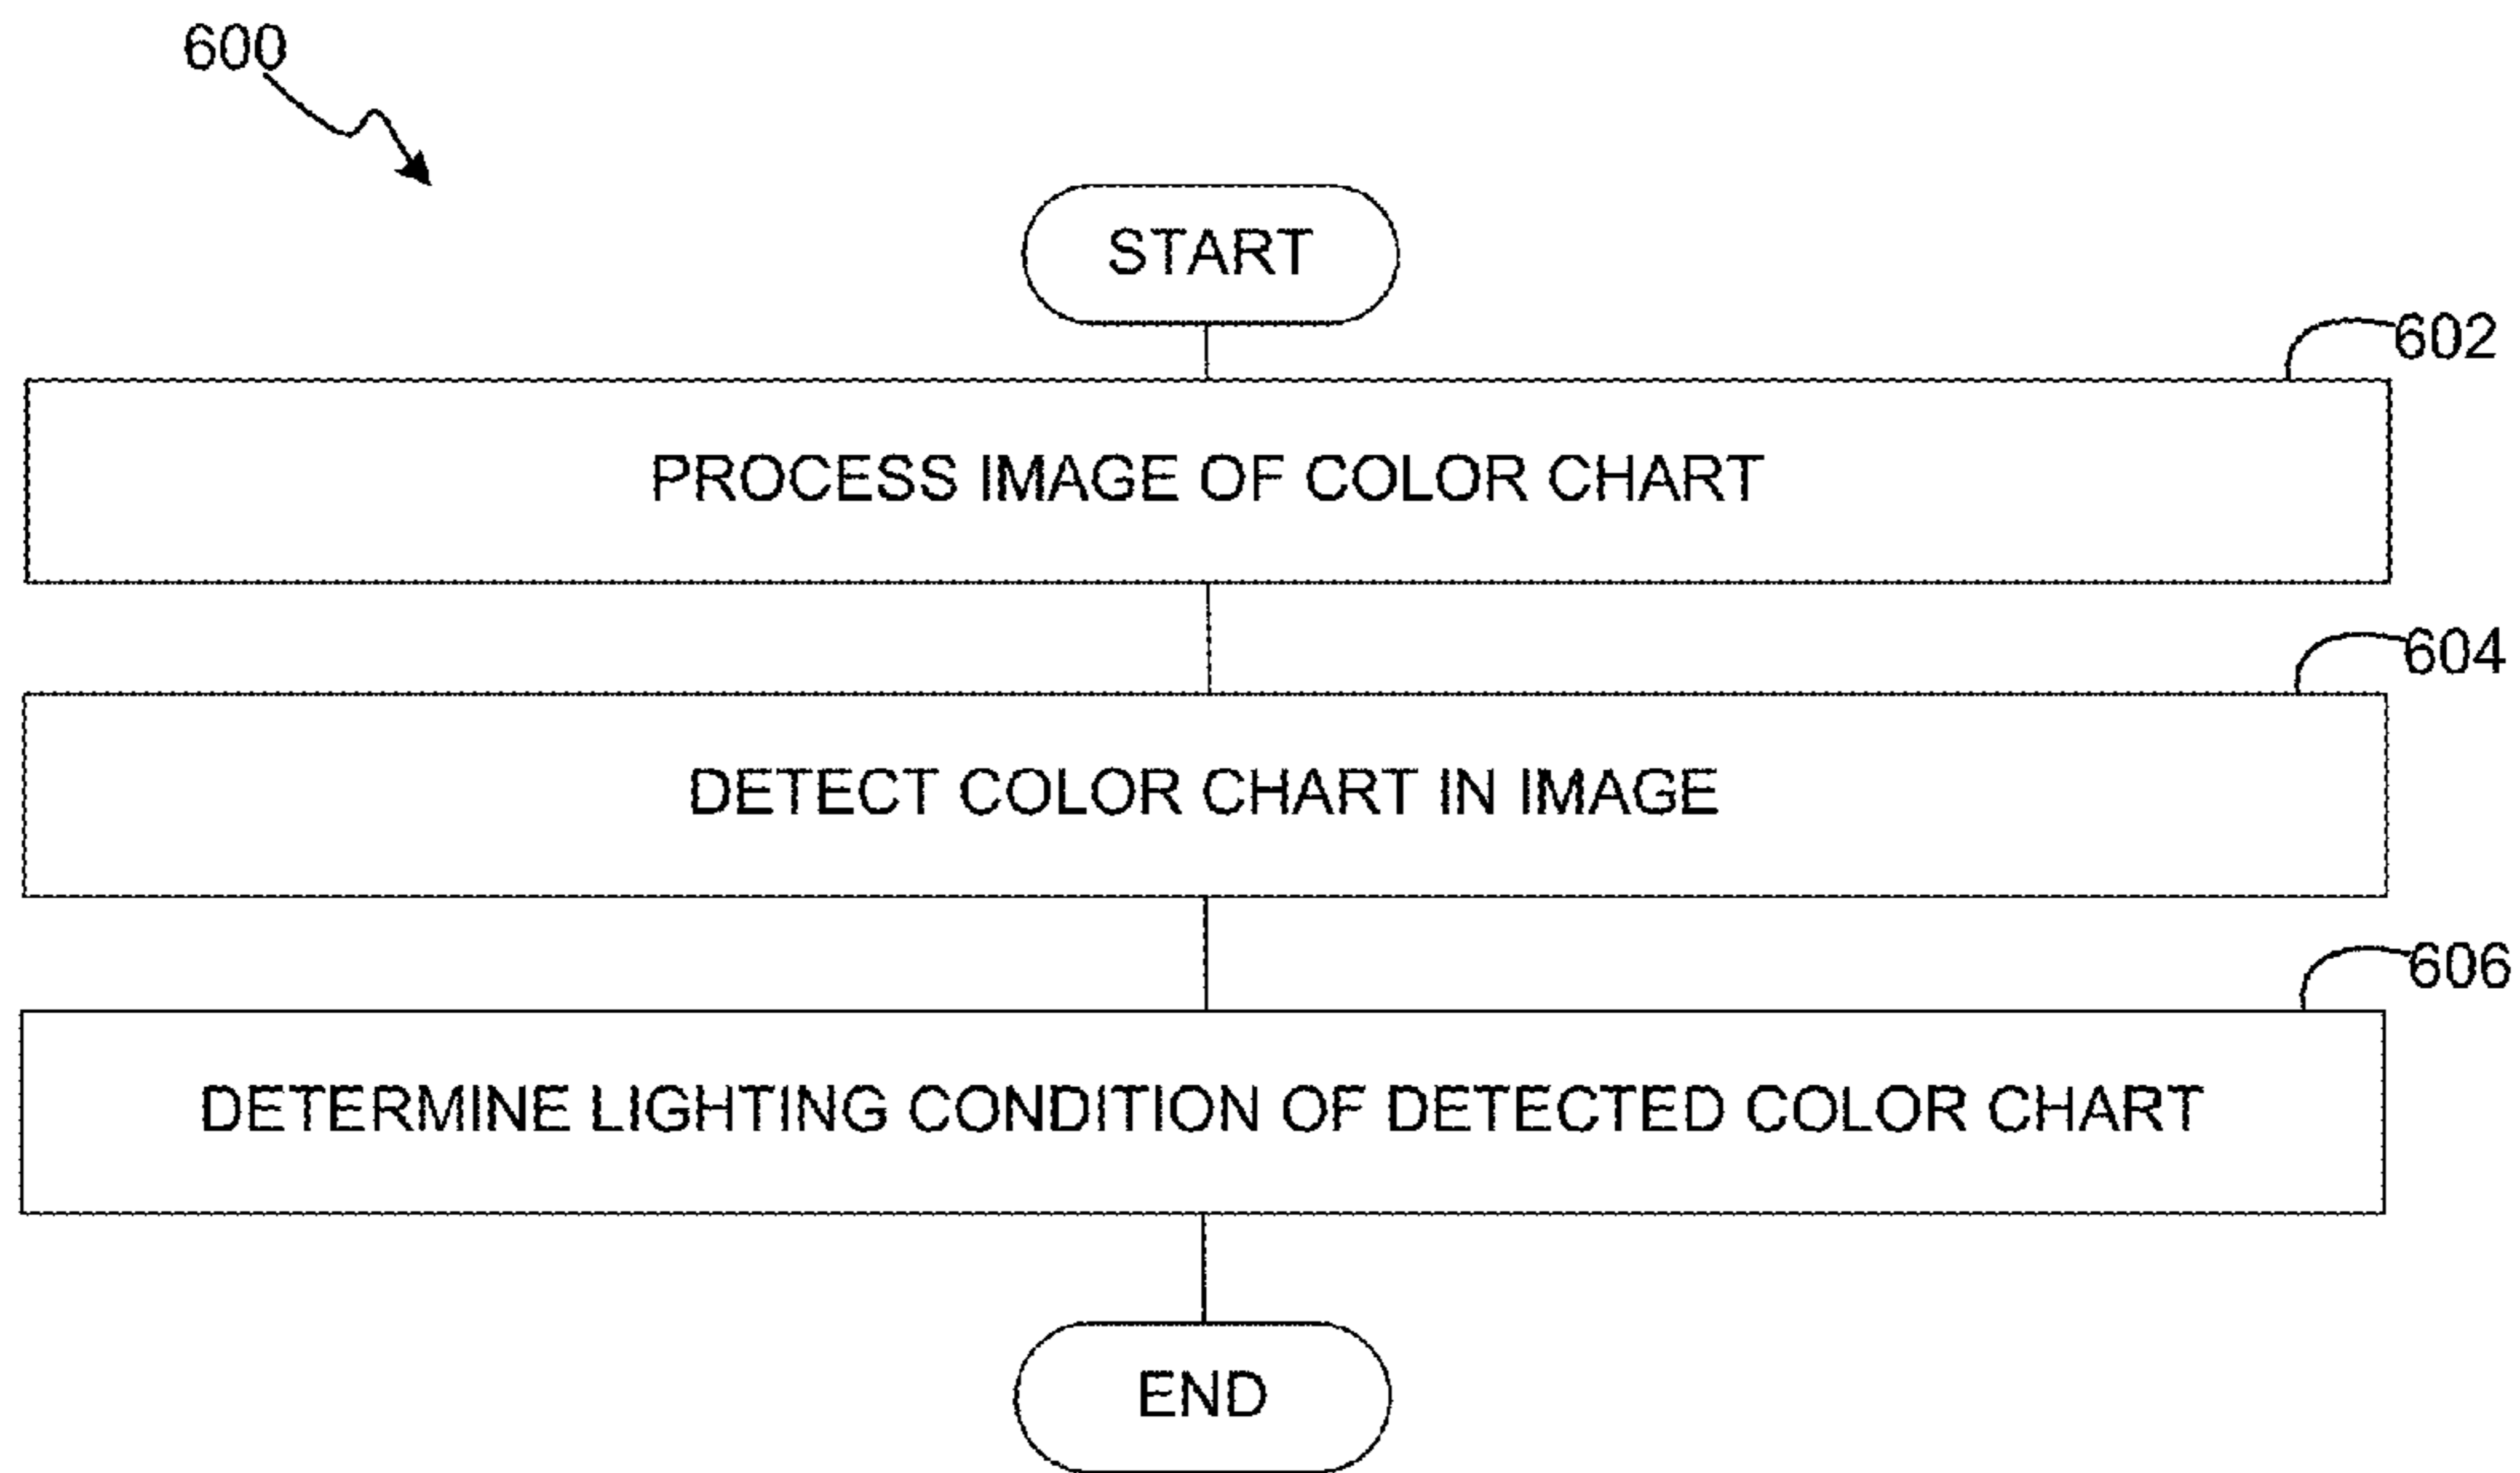 600
START
602
PROCESS IMAGE OF COLOR CHART
604
DETECT COLOR CHART IN IMAGE
606
DETERMINE LIGHTING CONDITION OF DETECTED COLOR CHART
END